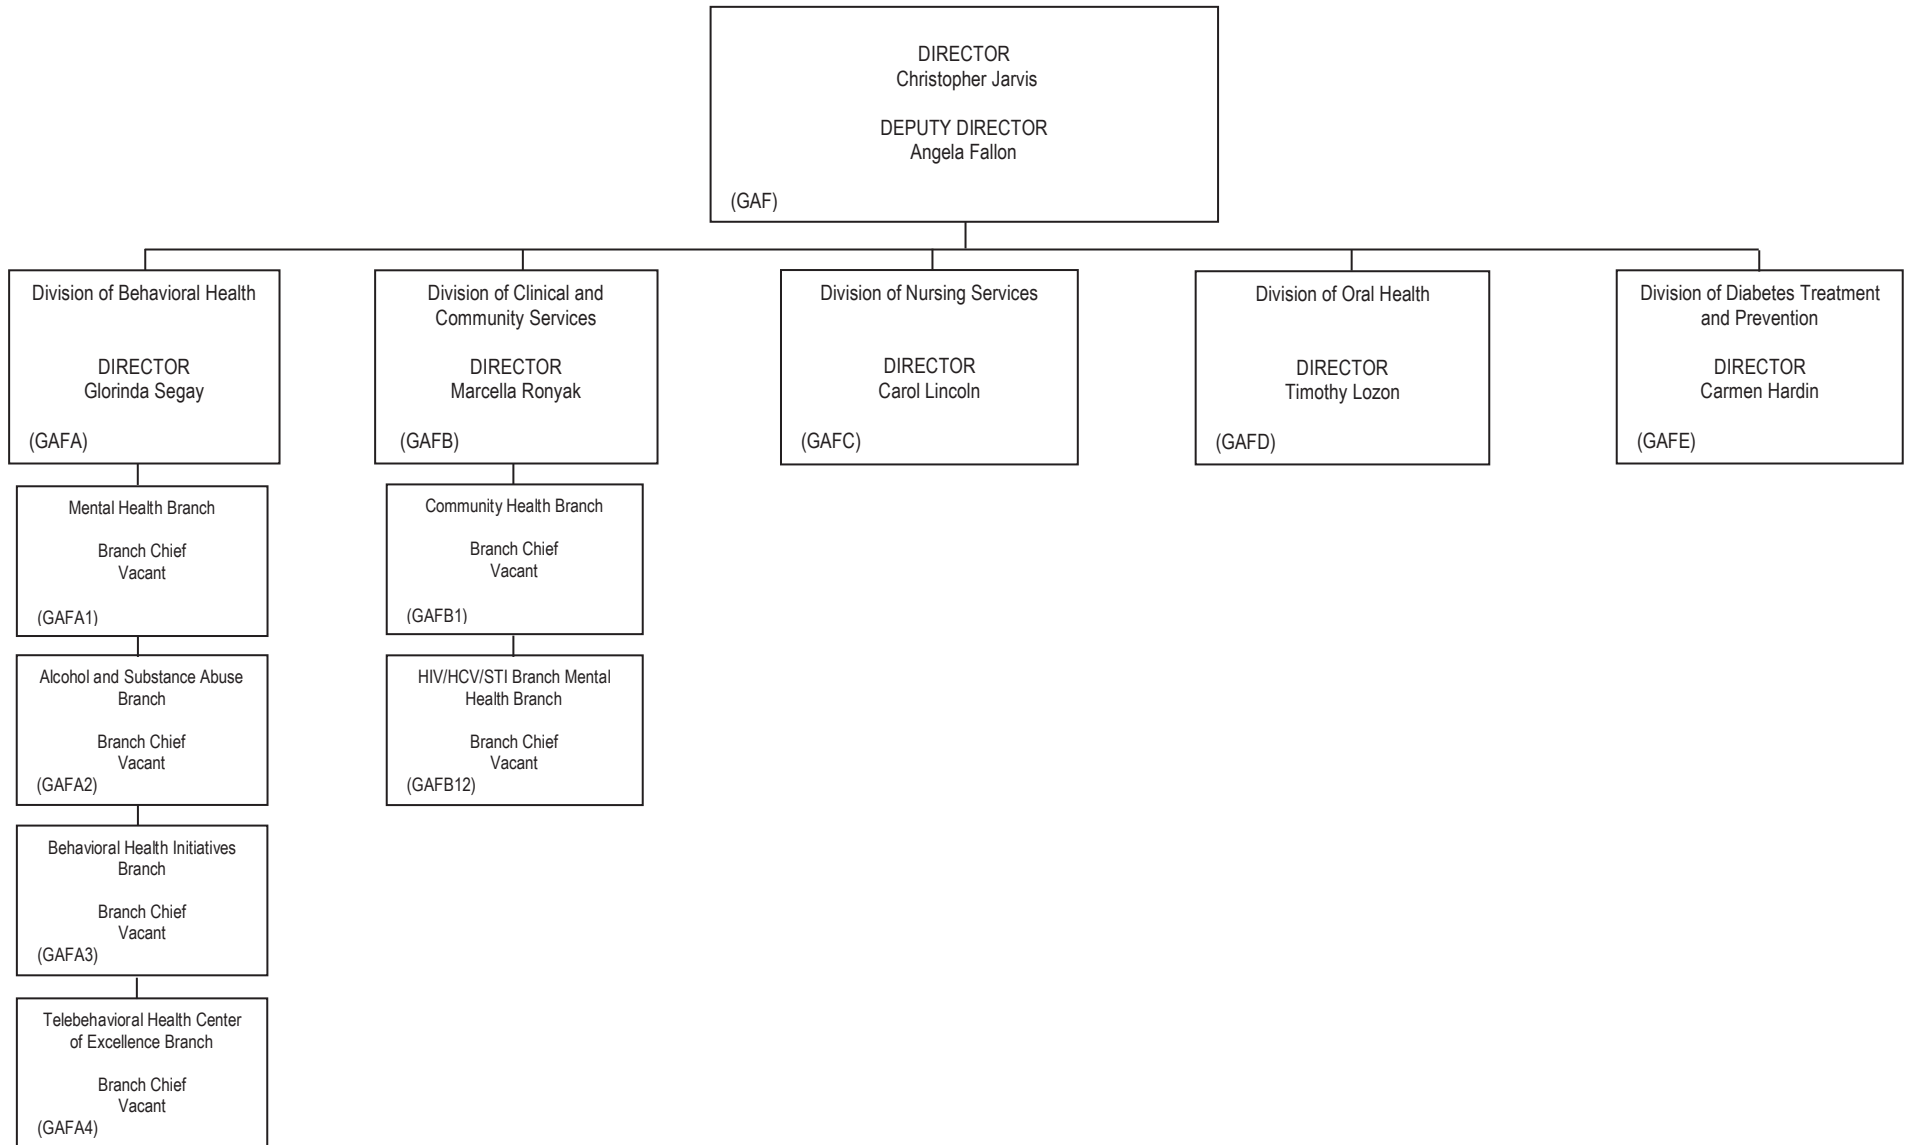 DIRECTOR
Christopher Jarvis
DEPUTY DIRECTOR
Angela Fallon
(GAF)
Division of Behavioral Health
DIRECTOR
Glorinda Segay
(GAFA)
Division of Clinical and
Community Services
DIRECTOR
Marcella Ronyak
(GAFB)
Division of Nursing Services
DIRECTOR
Carol Lincoln
(GAFC)
Division of Oral Health
DIRECTOR
Timothy Lozon
(GAFD)
Division of Diabetes Treatment
and Prevention
DIRECTOR
Carmen Hardin
(GAFE)
Mental Health Branch
Branch Chief
Vacant
(GAFA1)
Alcohol and Substance Abuse
Branch
Branch Chief
Vacant
(GAFA2)
Behavioral Health Initiatives
Branch
Branch Chief
Vacant
(GAFA3)
Telebehavioral Health Center
of Excellence Branch
Branch Chief
Vacant
(GAFA4)
Community Health Branch
Branch Chief
Vacant
(GAFB1)
HIV/HCV/STI Branch Mental
Health Branch
Branch Chief
Vacant
(GAFB12)